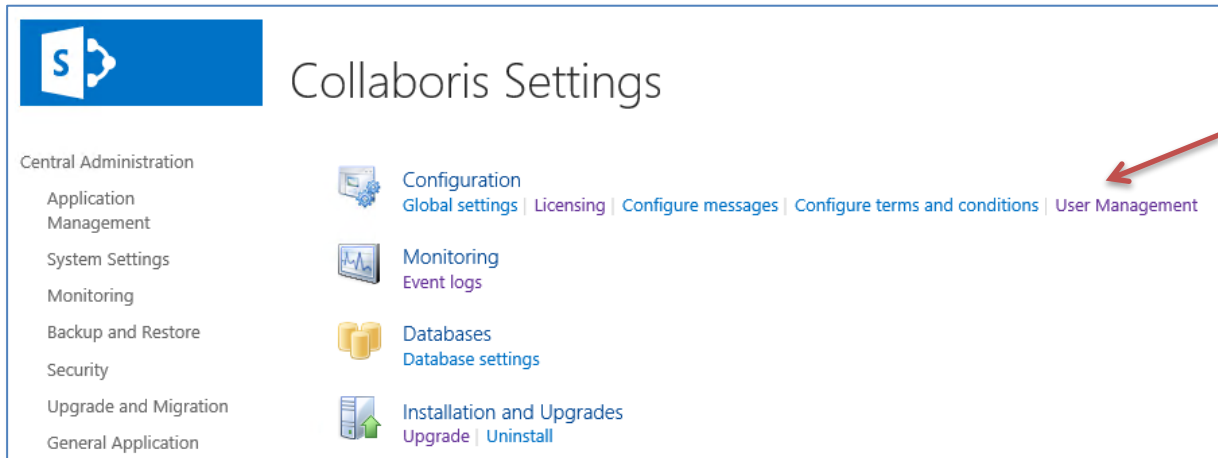 S
Collaboris Settings
Central Administration
Application
Management
System Settings
Monitoring
Backup and Restore
Security
Upgrade and Migration
General Application
Configuration
Global settings | Licensing | Configure messages | Configure terms and conditions | User Management
Monitoring
Event logs
Databases
Database settings
Installation and Upgrades
Upgrade | Uninstall